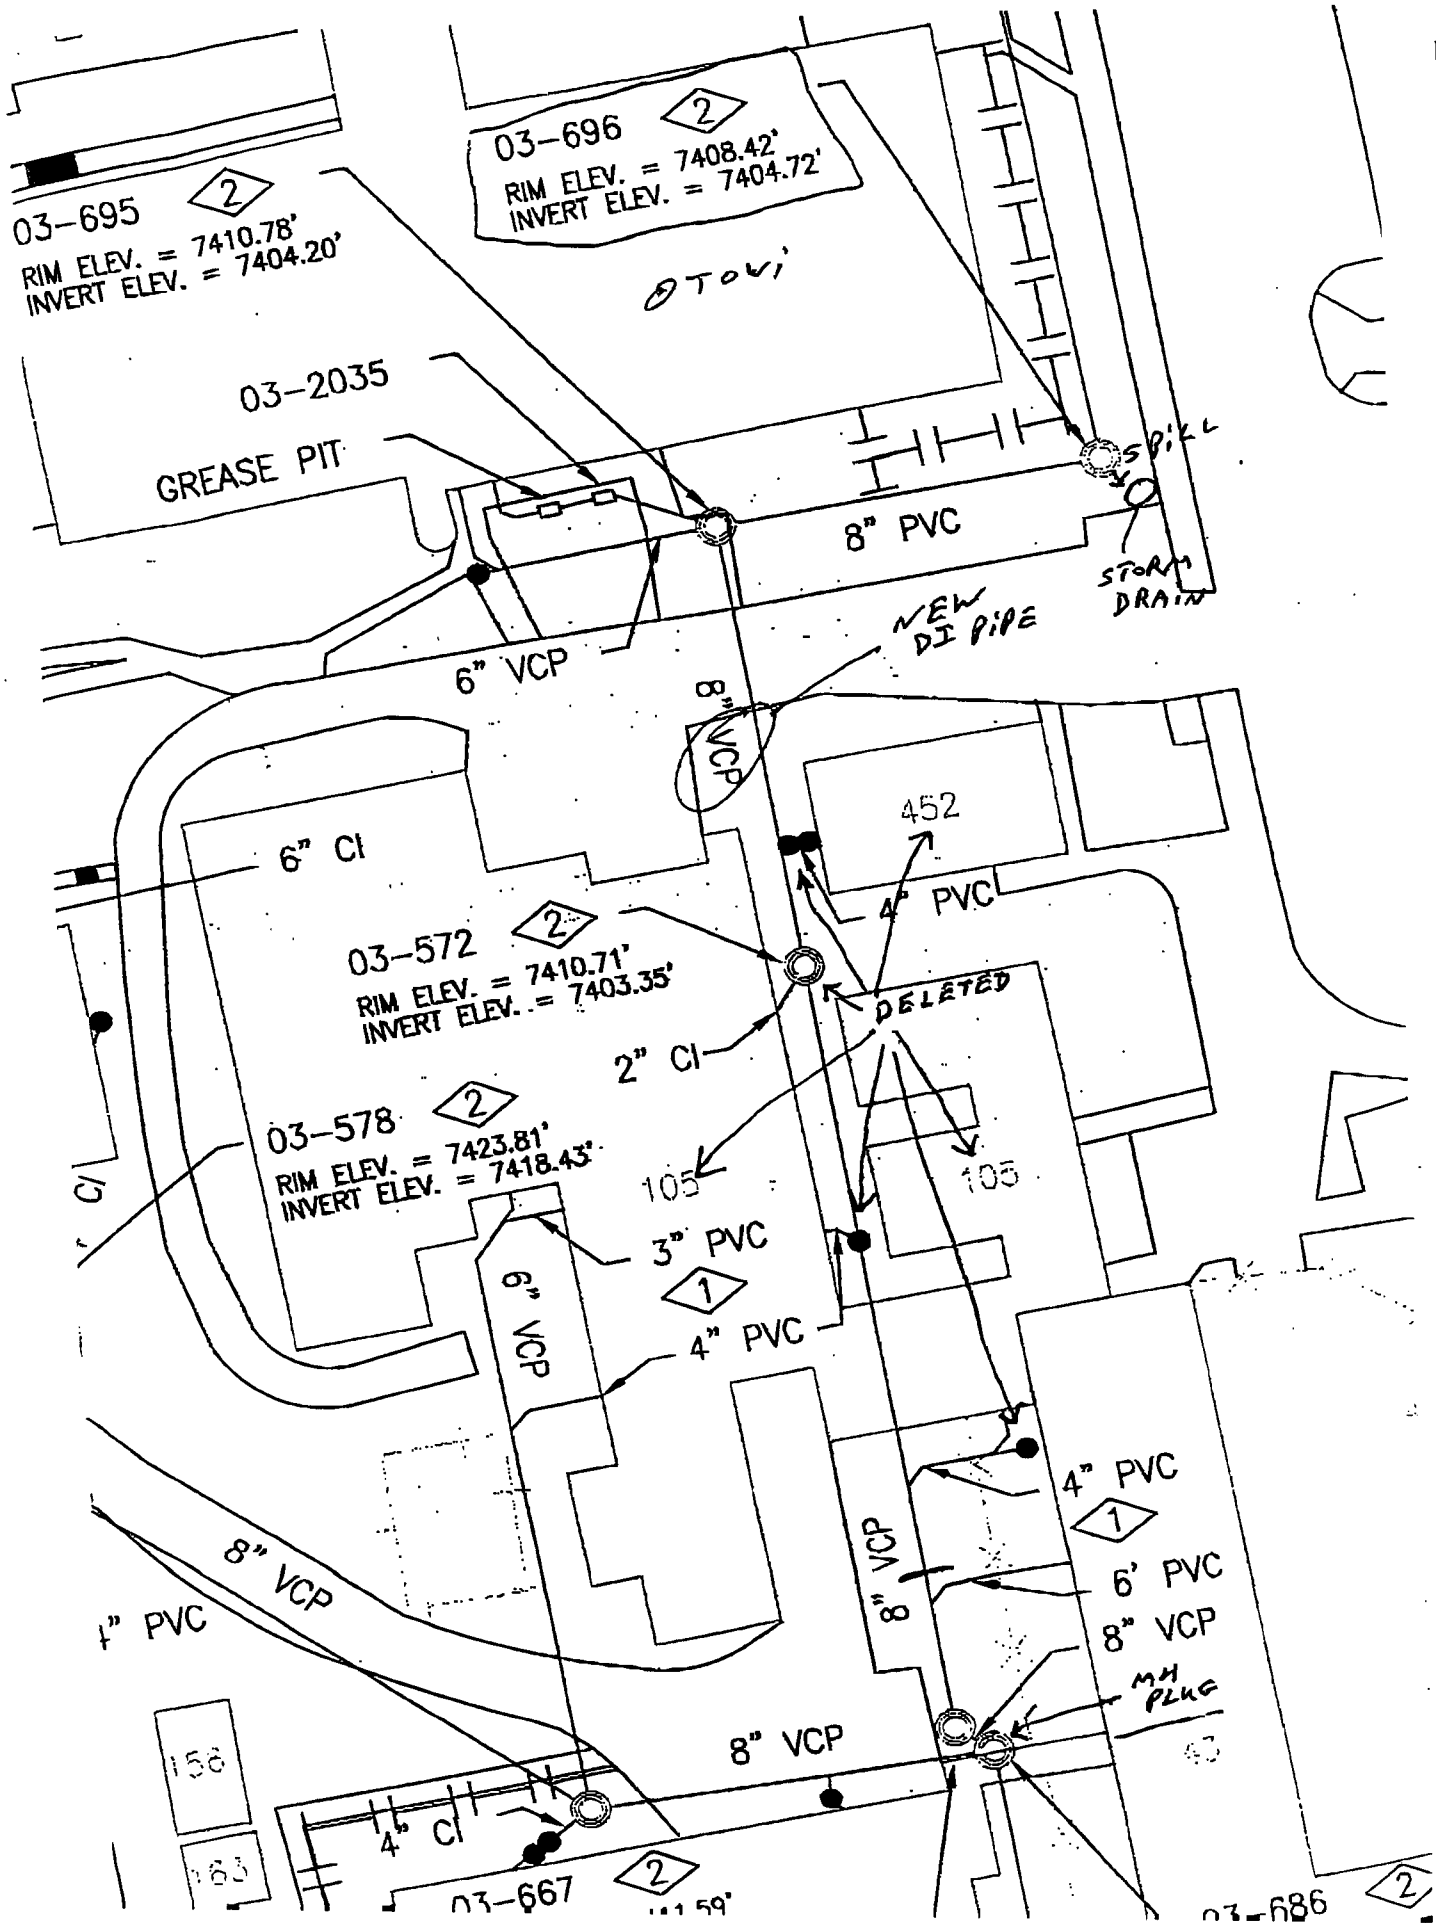 03-696
2
RIM ELEV. = 7408.42'
INVERT ELEV. = 7404.72'
03-695
2
RIM ELEV. = 7410.78'
INVERT ELEV. = 7404.20'
OTOWI
03-2035
GREASE PIT
SPILL
8" PVC
STORM
DRAIN
NEW
DI PIPE
6" VCP
8" VCP
452
6" CI
4" PVC
03-572
2
RIM ELEV. = 7410.71'
INVERT ELEV. = 7403.35'
DELETED
2" CI
03-578
2
RIM ELEV. = 7423.81'
INVERT ELEV. = 7418.43'
105
105
CI
3" PVC
1
6" VCP
4" PVC
4" PVC
1
8" VCP
8" VCP
6' PVC
" PVC
8" VCP
MH
PLUG
8" VCP
43
156
163
4" CI
03-667
2
11.59'
03-686
2